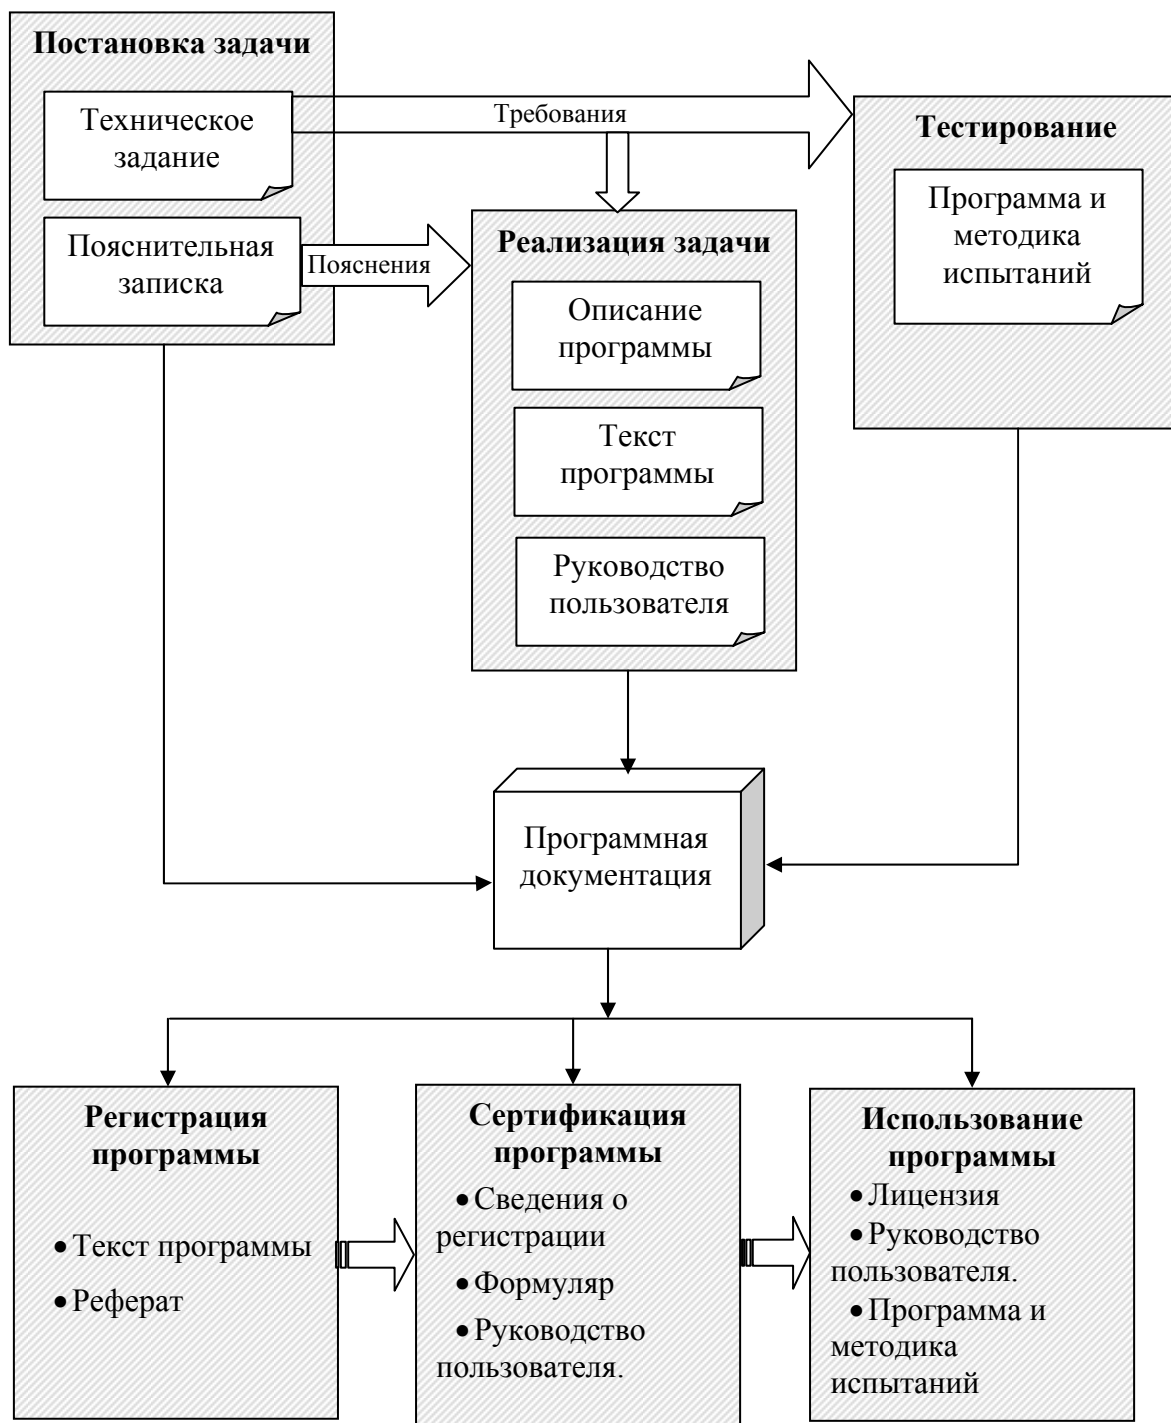 Постановка задачи
Техническое
задание
Пояснительная
записка
Требования
Пояснения
Реализация задачи
Описание
программы
Текст
программы
Руководство
пользователя
Тестирование
Программа и
методика
испытаний
Программная
документация
Регистрация
программы
• Текст программы
• Реферат
Сертификация
программы
• Сведения о
регистрации
• Формуляр
• Руководство
пользователя.
Использование
программы
• Лицензия
• Руководство
пользователя.
• Программа и
методика
испытаний